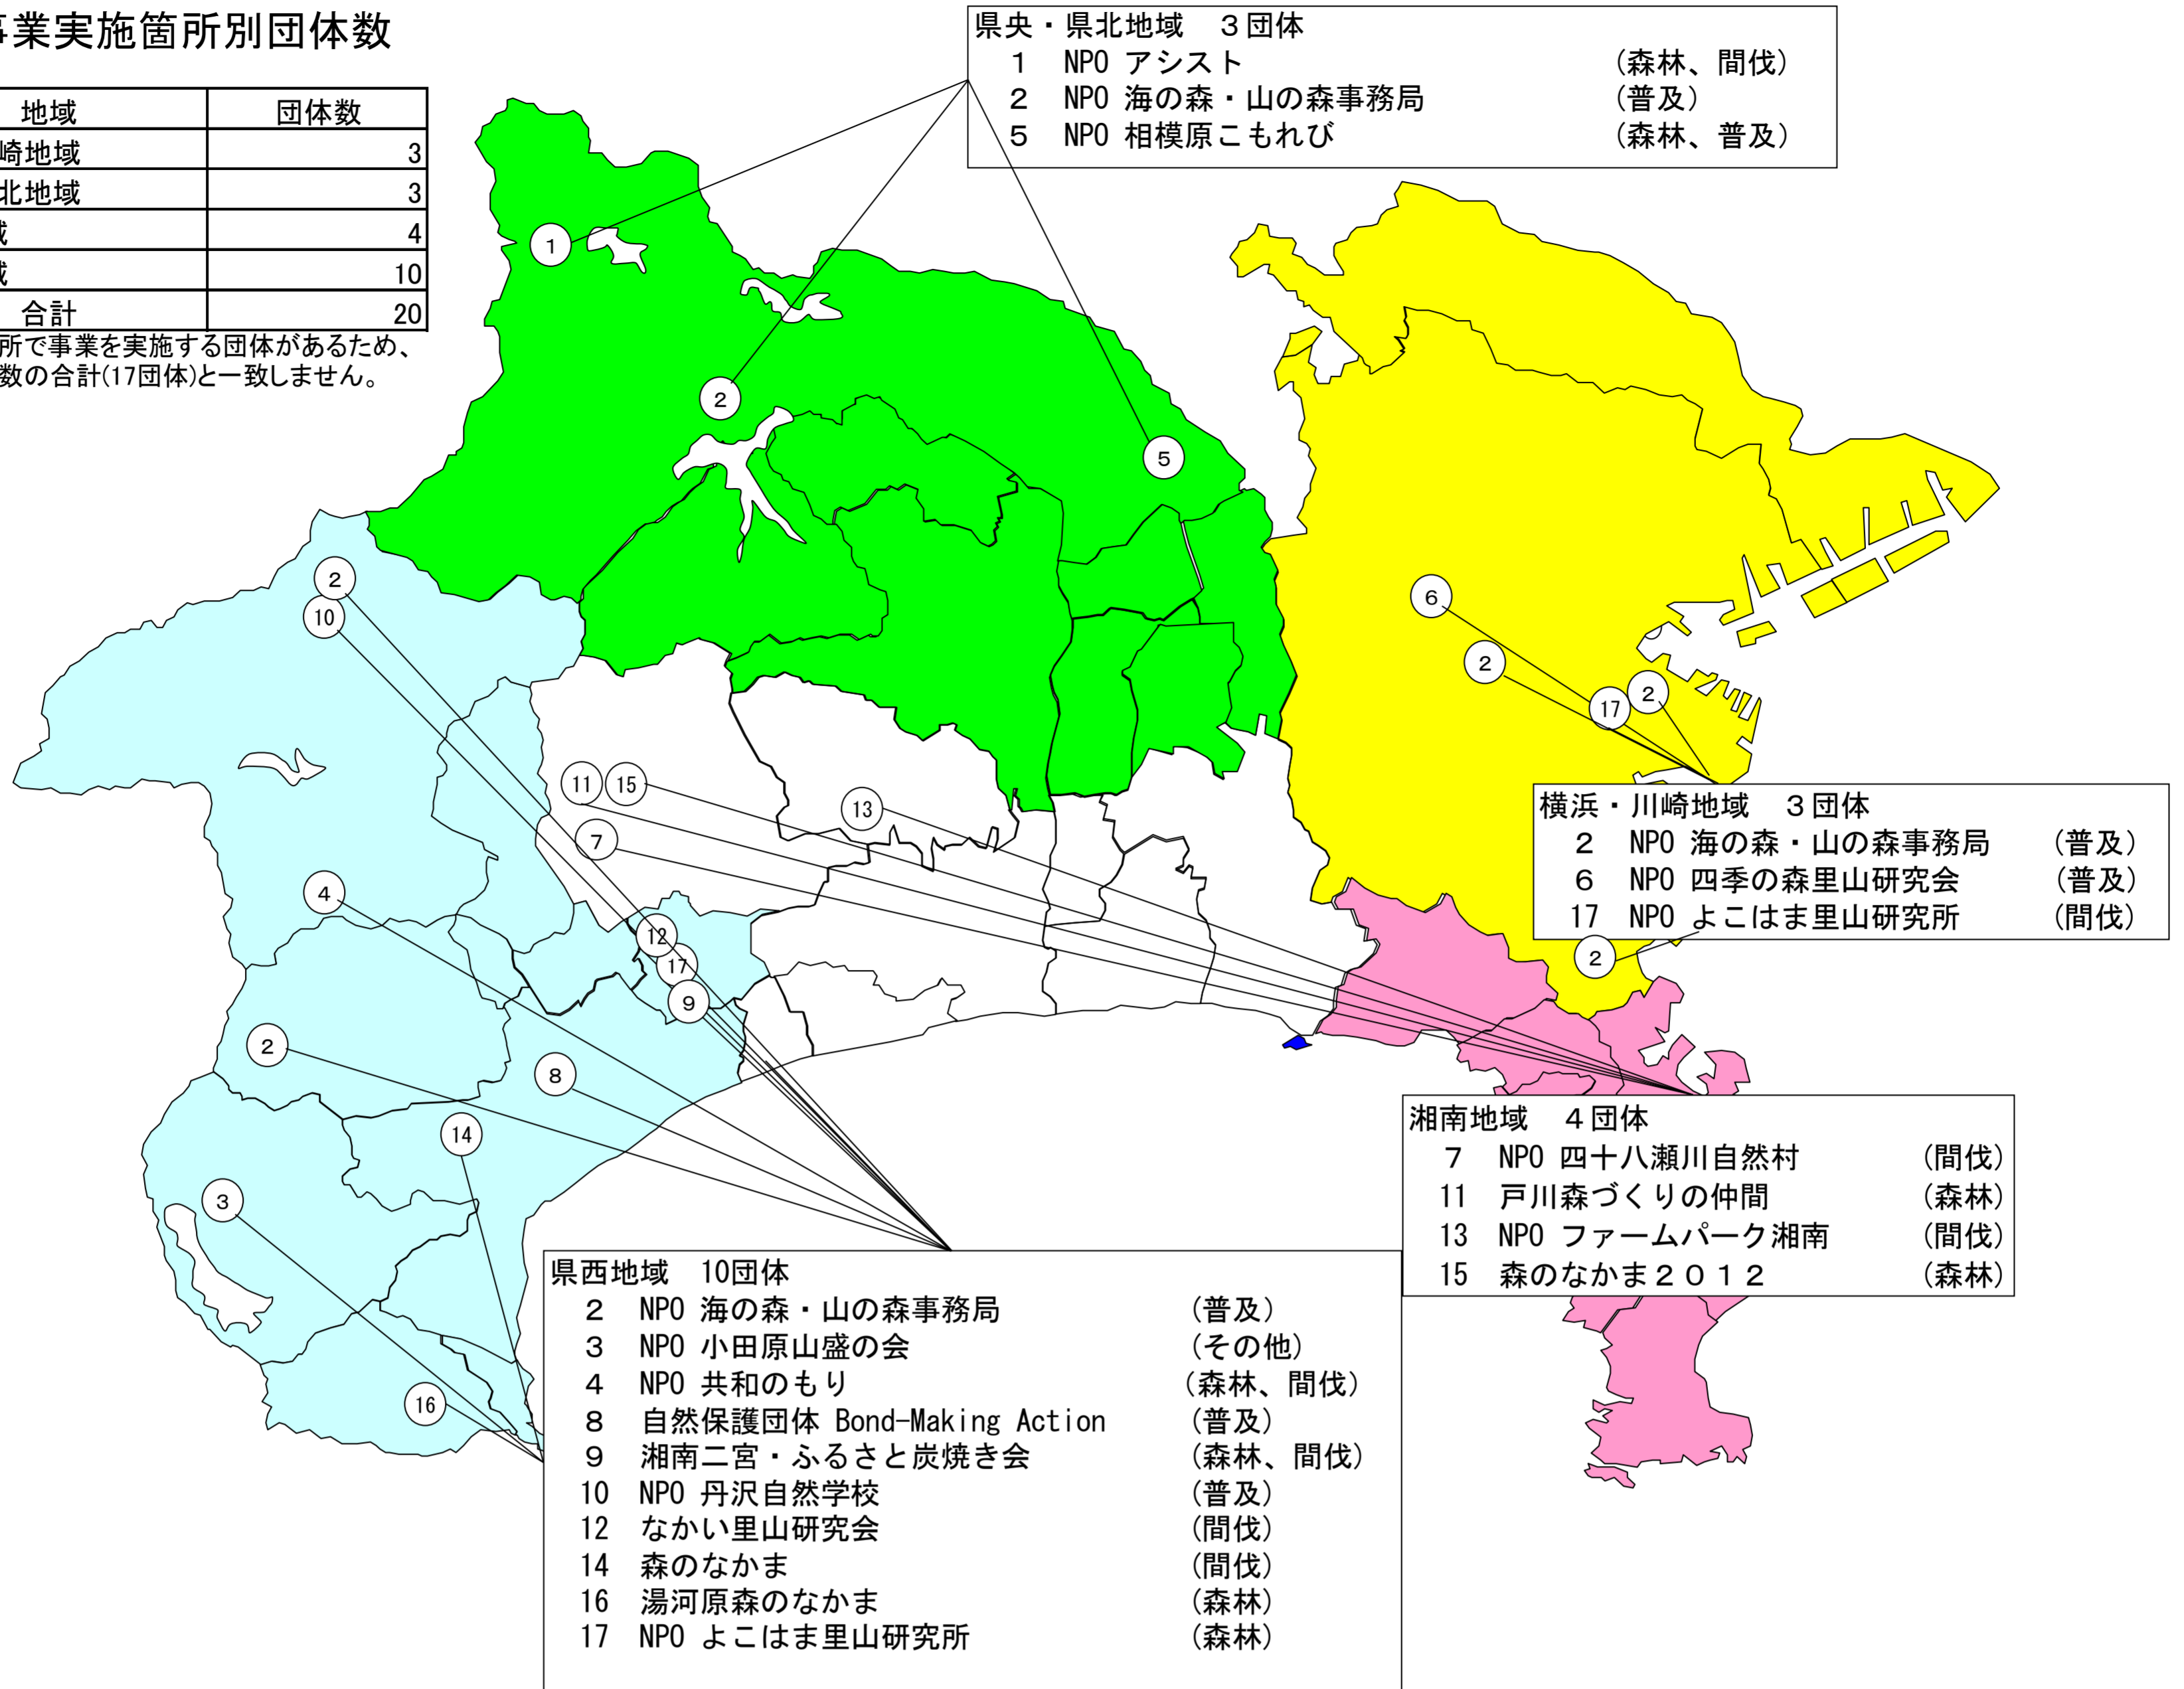 事業実施箇所別団体数
地域 団体数
崎地域 3
北地域 3
域 4
域 10
合計 20
所で事業を実施する団体があるため、
数の合計(17団体)と一致しません。
県央・県北地域 3団体
1 NPO アシスト (森林、間伐)
2 NPO 海の森・山の森事務局 (普及)
5 NPO 相模原こもれび (森林、普及)
1
2
5
2
10
6
2
2
17
11
15
13
7
4
12
17
9
2
8
14
3
16
2
横浜・川崎地域 3団体
2 NPO 海の森・山の森事務局 (普及)
6 NPO 四季の森里山研究会 (普及)
17 NPO よこはま里山研究所 (間伐)
湘南地域 4団体
7 NPO 四十八瀬川自然村 (間伐)
11 戸川森づくりの仲間 (森林)
13 NPO ファームパーク湘南 (間伐)
15 森のなかま2012 (森林)
県西地域 10団体
2 NPO 海の森・山の森事務局 (普及)
3 NPO 小田原山盛の会 (その他)
4 NPO 共和のもり (森林、間伐)
8 自然保護団体 Bond-Making Action (普及)
9 湘南二宮・ふるさと炭焼き会 (森林、間伐)
10 NPO 丹沢自然学校 (普及)
12 なかい里山研究会 (間伐)
14 森のなかま (間伐)
16 湯河原森のなかま (森林)
17 NPO よこはま里山研究所 (森林)